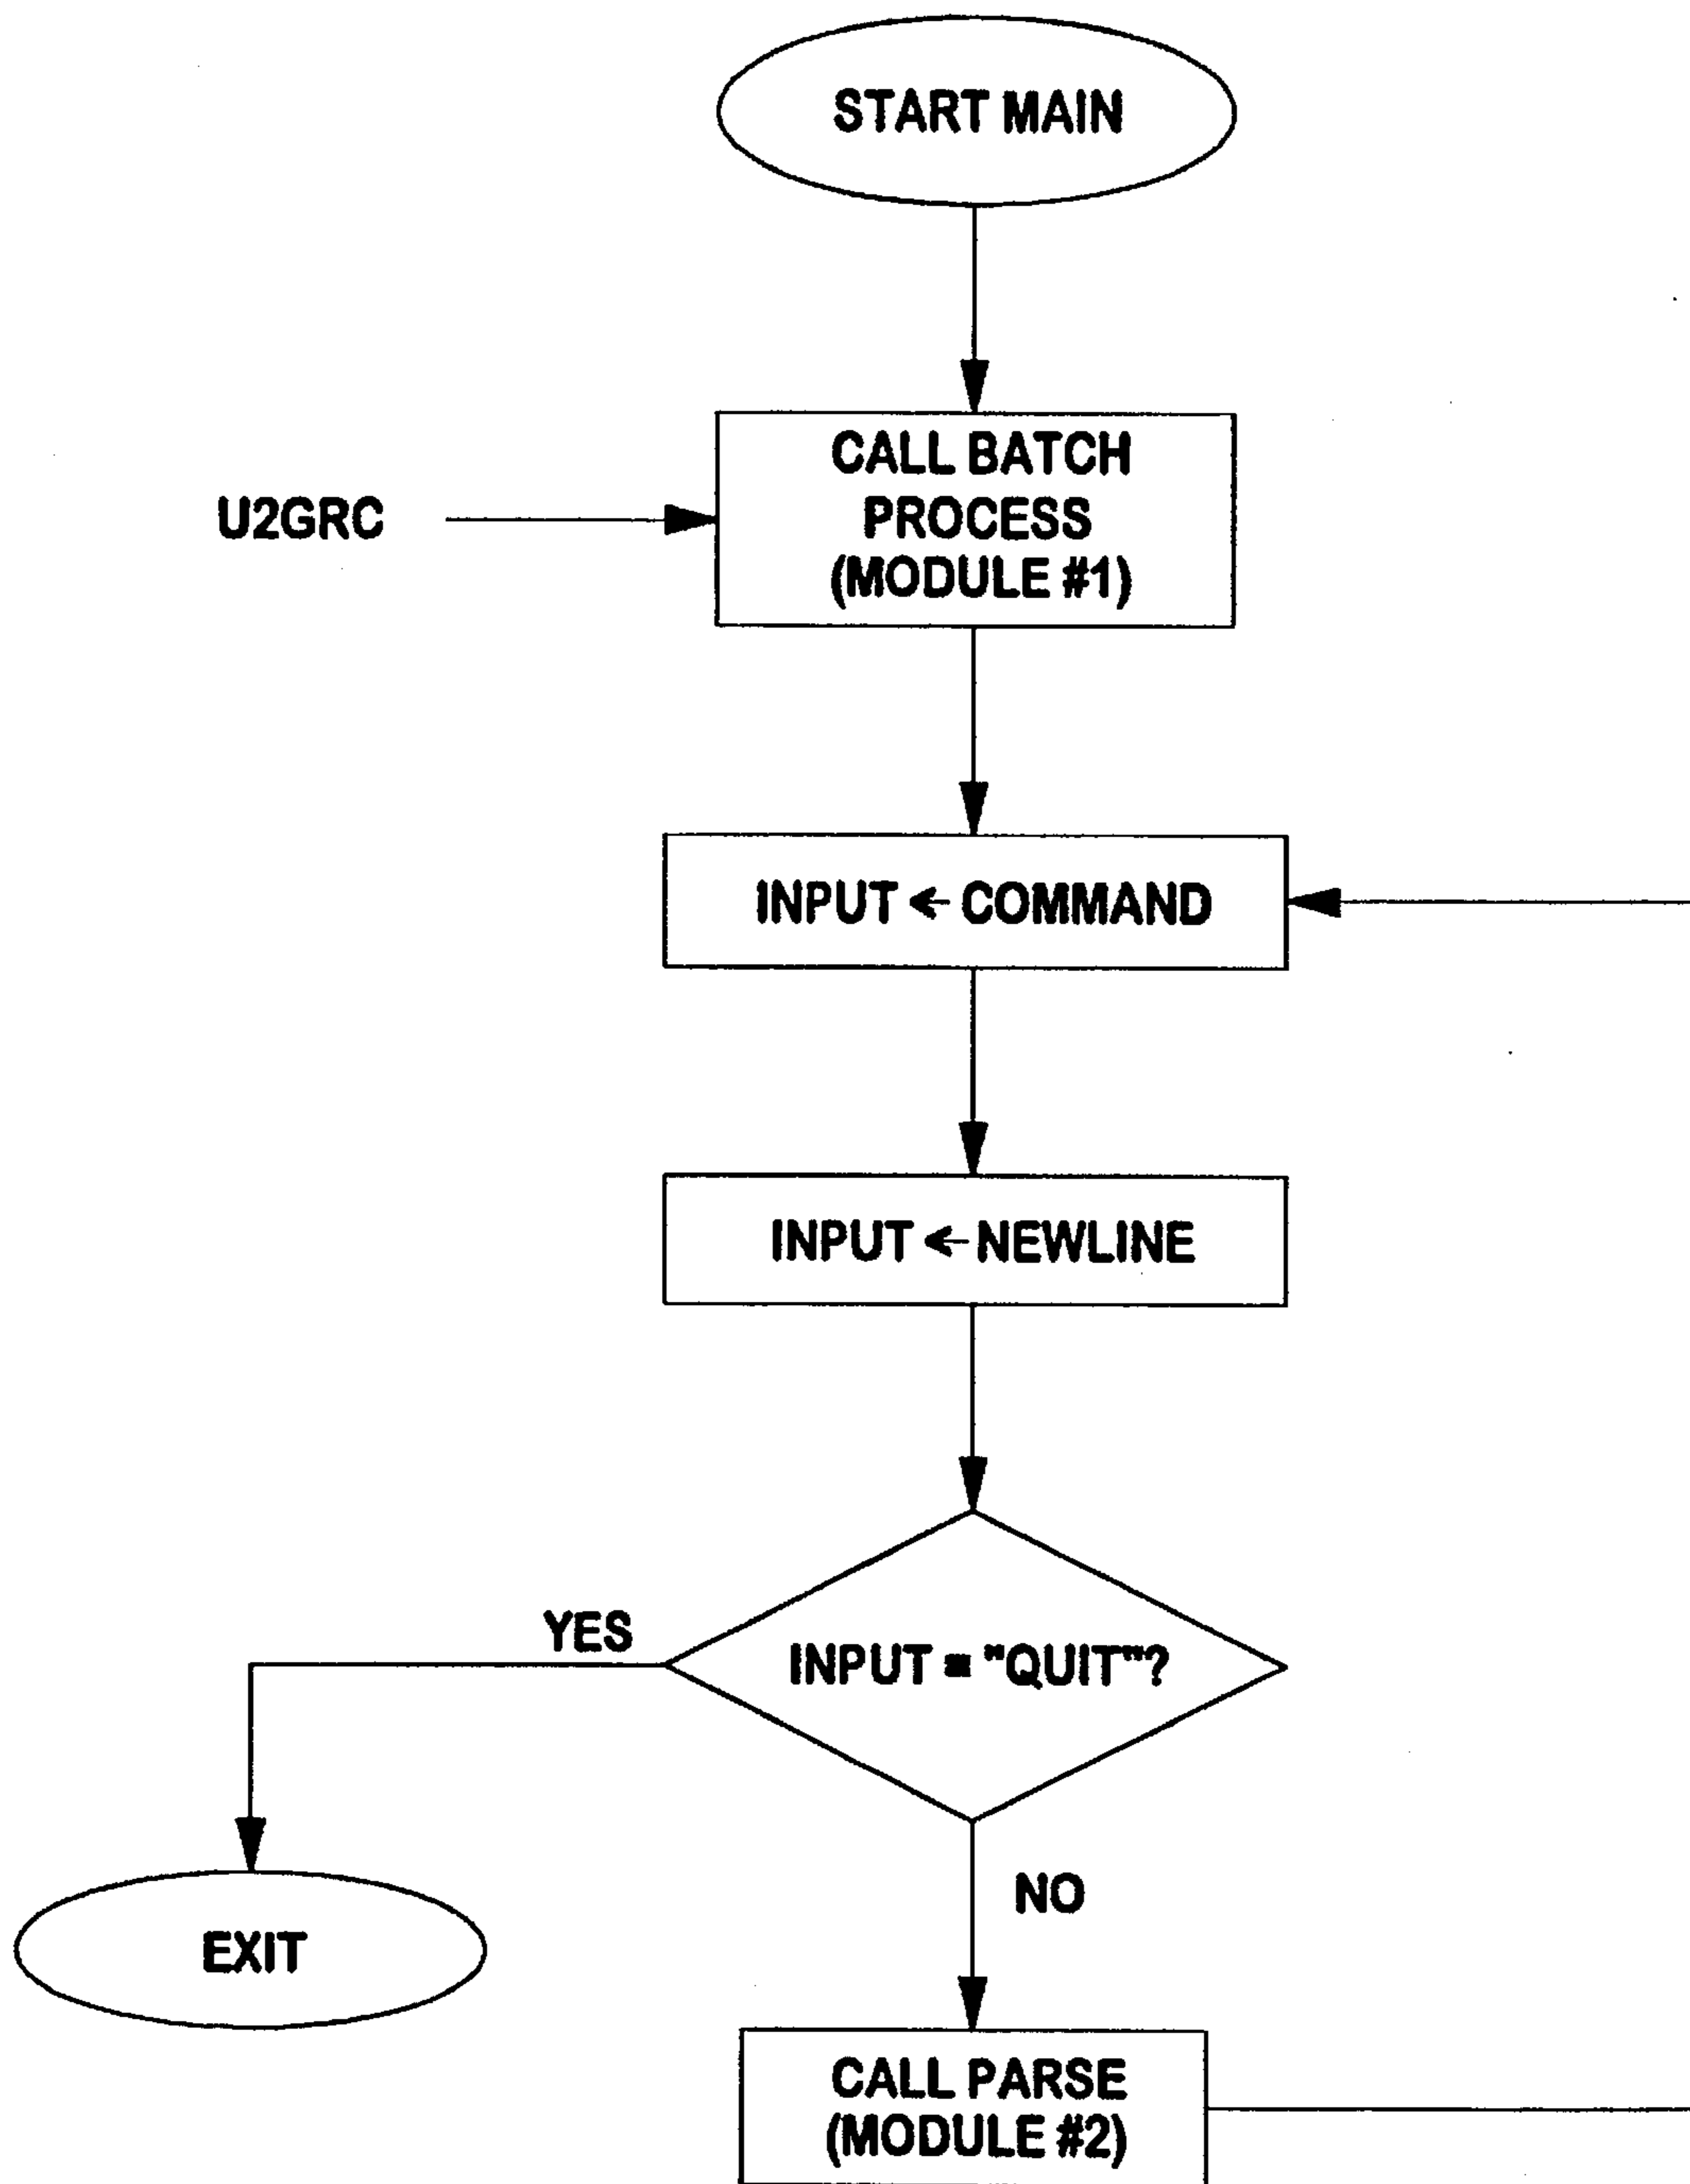 START MAIN
CALL BATCH
PROCESS
(MODULE #1)
U2GRC
INPUT ← COMMAND
INPUT ← NEWLINE
INPUT = "QUIT"?
YES
NO
EXIT
CALL PARSE
(MODULE #2)